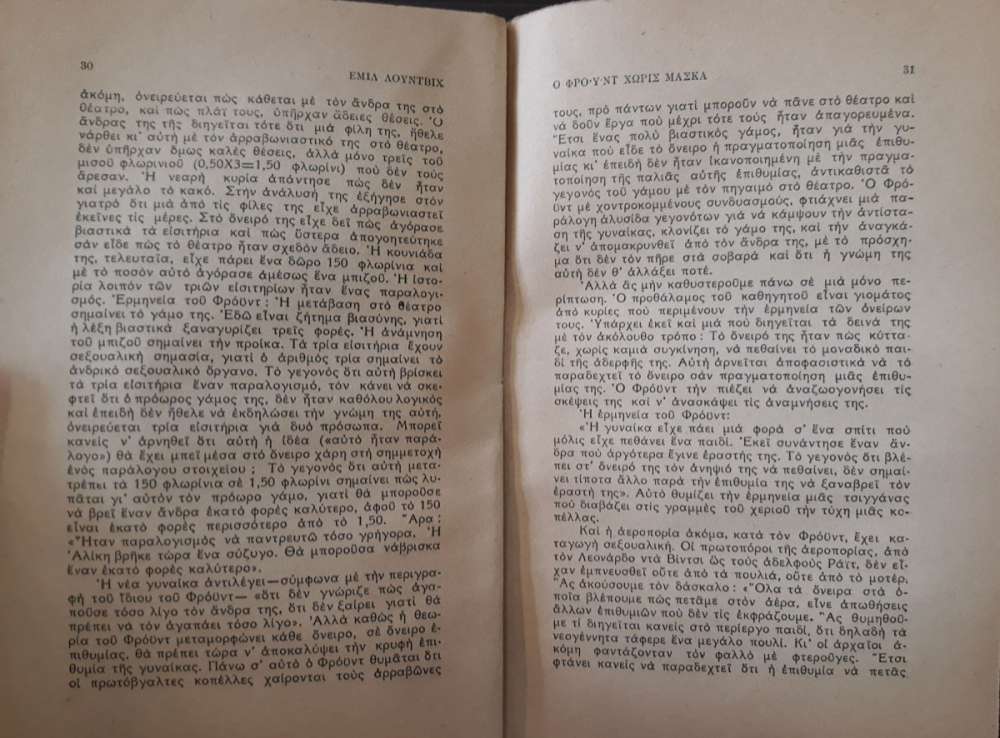 30
ΕΜΙΛ ΛΟΥΝΤΒΙΧ
ἀκόμη, ὀνειρεύεται πὼς κάθεται μὲ τὸν ἄνδρα της στὸ
θέατρο, καὶ πὼς πλάϊ τους, ὑπῆρχαν ἄδειες θέσεις. Ὁ
ἄνδρας της τῆς διηγεῖται τότε ὅτι μιὰ φίλη της, ἤθελε
νἀρθει κι' αὐτὴ μὲ τὸν ἀρραβωνιαστικό της στὸ θέατρο,
δὲν ὑπῆρχαν ὅμως καλὲς θέσεις, ἀλλὰ μόνο τρεῖς τοῦ
μισοῦ φλωρινιοῦ (0,50Χ3=1,50 φλωρίνι) ποὺ δὲν τοὺς
ἄρεσαν. Ἡ νεαρὴ κυρία ἀπάντησε πὼς δὲν ἦταν
καὶ μεγάλο τὸ κακό. Στὴν ἀνάλυσή της ἐξήγησε στὸν
γιατρὸ ὅτι μιὰ ἀπὸ τὶς φίλες της εἶχε ἀρραβωνιαστεῖ
ἐκεῖνες τὶς μέρες. Στὸ ὄνειρό της εἶχε δεῖ πὼς ἀγόρασε
βιαστικὰ τὰ εἰσιτήρια καὶ πὼς ὕστερα ἀπογοητεύτηκε
σὰν εἶδε πὼς τὸ θέατρο ἦταν σχεδὸν ἄδειο. Ἡ κουνιάδα
της, τελευταῖα, εἶχε πάρει ἕνα δῶρο 150 φλωρίνια καὶ
μὲ τὸ ποσὸν αὐτὸ ἀγόρασε ἀμέσως ἕνα μπιζοῦ. Ἡ ἱστο-
ρία λοιπὸν τῶν τριῶν εἰσιτηρίων ἦταν ἕνας παραλογι-
σμός. Ἑρμηνεία τοῦ Φρόϋντ : Ἡ μετάβαση στὸ θέατρο
σημαίνει τὸ γάμο της. Ἐδῶ εἶναι ζήτημα βιασύνης, γιατὶ
ἡ λέξη βιαστικὰ ξαναγυρίζει τρεῖς φορές. Ἡ ἀνάμνηση
τοῦ μπιζοῦ σημαίνει τὴν προίκα. Τὰ τρία εἰσιτήρια ἔχουν
σεξουαλικὴ σημασία, γιατὶ ὁ ἀριθμὸς τρία σημαίνει τὸ
ἀνδρικὸ σεξουαλικὸ ὄργανο. Τὸ γεγονὸς ὅτι αὐτὴ βρίσκει
τὰ τρία εἰσιτήρια ἕναν παραλογισμό, τὸν κάνει νὰ σκε-
φτεῖ ὅτι ὁ πρόωρος γάμος της, δὲν ἦταν καθόλου λογικὸς
καὶ ἐπειδὴ δὲν ἤθελε νὰ ἐκδηλώσει τὴν γνώμη της αὐτή,
ὀνειρεύεται τρία εἰσιτήρια γιὰ δυὸ πρόσωπα. Μπορεῖ
κανεὶς ν' ἀρνηθεῖ ὅτι αὐτὴ ἡ ἰδέα («αὐτὸ ἦταν παρά-
λογο») θὰ ἔχει μπεῖ μέσα στὸ ὄνειρο χάρη στὴ συμμετοχὴ
ἑνὸς παράλογου στοιχείου ; Τὸ γεγονὸς ὅτι αὐτὴ μετα-
τρέπει τὰ 150 φλωρίνια σὲ 1,50 φλωρίνι σημαίνει πὼς λυ-
πᾶται γι' αὐτὸν τὸν πρόωρο γάμο, γιατὶ θὰ μποροῦσε
νὰ βρεῖ ἕναν ἄνδρα ἑκατὸ φορὲς καλύτερο, ἀφοῦ τὸ 150
εἶναι ἑκατὸ φορὲς περισσότερο ἀπὸ τὸ 1,50. Ἄρα :
«Ἦταν παραλογισμὸς νὰ παντρευτῶ τόσο γρήγορα. Ἡ
Ἀλίκη βρῆκε τώρα ἕνα σύζυγο. Θὰ μποροῦσα νἄβρισκα
ἕναν ἑκατὸ φορὲς καλύτερο».
Ἡ νέα γυναίκα ἀντιλέγει—σύμφωνα μὲ τὴν περιγρα-
φὴ τοῦ ἴδιου τοῦ Φρόϋντ— «ὅτι δὲν γνώριζε πὼς ἀγα-
ποῦσε τόσο λίγο τὸν ἄνδρα της, ὅτι δὲν ξαίρει γιατὶ θὰ
πρέπει νὰ τὸν ἀγαπάει τόσο λίγο». Ἀλλὰ καθὼς ἡ θεω-
ρία τοῦ Φρόϋντ μεταμορφώνει κάθε ὄνειρο, σὲ ὄνειρο ἐ-
πιθυμίας, θὰ πρέπει τώρα ν' ἀποκαλύψει τὴν κρυφὴ ἐπι-
θυμία τῆς γυναίκας. Πάνω σ' αὐτὸ ὁ Φρόϋντ θυμᾶται ὅτι
οἱ πρωτόβγαλτες κοπέλλες χαίρονται τοὺς ἀρραβῶνες
Ο ΦΡΟ·Υ·ΝΤ ΧΩΡΙΣ ΜΑΣΚΑ
31
τους, πρὸ πάντων γιατὶ μποροῦν νὰ πᾶνε στὸ θέατρο καὶ
νὰ δοῦν ἔργα ποὺ μέχρι τότε τοὺς ἦταν ἀπαγορευμένα.
Ἔτσι ἕνας πολὺ βιαστικὸς γάμος, ἦταν γιὰ τὴν γυ-
ναίκα ποὺ εἶδε τὸ ὄνειρο ἡ πραγματοποίηση μιᾶς ἐπιθυ-
μίας κι' ἐπειδὴ δὲν ἦταν ἱκανοποιημένη μὲ τὴν πραγμα-
τοποίηση τῆς παλιᾶς αὐτῆς ἐπιθυμίας, ἀντικαθιστᾶ τὸ
γεγονὸς τοῦ γάμου μὲ τὸν πηγαιμὸ στὸ θέατρο. Ὁ Φρό-
ϋντ μὲ χοντροκομμένους συνδυασμούς, φτιάχνει μιὰ πα-
ράλογη ἁλυσίδα γεγονότων γιὰ νὰ κάμψουν τὴν ἀντίστα-
ση τῆς γυναίκας, κλονίζει τὸ γάμο της, καὶ τὴν ἀναγκά-
ζει ν' ἀπομακρυνθεῖ ἀπὸ τὸν ἄνδρα της, μὲ τὸ πρόσχη-
μα ὅτι δὲν τὸν πῆρε στὰ σοβαρὰ καὶ ὅτι ἡ γνώμη της
αὐτὴ δὲν θ' ἀλλάξει ποτέ.
Ἀλλὰ ἂς μὴν καθυστεροῦμε πάνω σὲ μιὰ μόνο πε-
ρίπτωση. Ὁ προθάλαμος τοῦ καθηγητοῦ εἶναι γιομάτος
ἀπὸ κυρίες ποὺ περιμένουν τὴν ἑρμηνεία τῶν ὀνείρων
τους. Ὑπάρχει ἐκεῖ καὶ μιὰ ποὺ διηγεῖται τὰ δεινά της
μὲ τὸν ἀκόλουθο τρόπο : Τὸ ὄνειρό της ἦταν πὼς κύττα-
ζε, χωρὶς καμιὰ συγκίνηση, νὰ πεθαίνει τὸ μοναδικὸ παι-
δὶ τῆς ἀδερφῆς της. Αὐτὴ ἀρνεῖται ἀποφασιστικὰ νὰ τὸ
παραδεχτεῖ τὸ ὄνειρο σὰν πραγματοποίηση μιᾶς ἐπιθυ-
μίας της. Ὁ Φρόϋντ τὴν πιέζει νὰ ἀναζωογονήσει τὶς
σκέψεις της καὶ ν' ἀνασκάψει τὶς ἀναμνήσεις της.
Ἡ ἑρμηνεία τοῦ Φρόϋντ:
«Ἡ γυναίκα εἶχε πάει μιὰ φορὰ σ' ἕνα σπίτι ποὺ
μόλις εἶχε πεθάνει ἕνα παιδί. Ἐκεῖ συνάντησε ἕναν ἄν-
δρα ποὺ ἀργότερα ἔγινε ἐραστής της. Τὸ γεγονὸς ὅτι βλέ-
πει στ' ὄνειρό της τὸν ἀνηψιό της νὰ πεθαίνει, δὲν σημαί-
νει τίποτα ἄλλο παρὰ τὴν ἐπιθυμία της νὰ ξαναβρεῖ τὸν
ἐραστή της». Αὐτὸ θυμίζει τὴν ἑρμηνεία μιᾶς τσιγγάνας
ποὺ διαβάζει στὶς γραμμὲς τοῦ χεριοῦ τὴν τύχη μιᾶς κο-
πέλλας.
Καὶ ἡ ἀεροπορία ἀκόμα, κατὰ τὸν Φρόϋντ, ἔχει κα-
ταγωγὴ σεξουαλική. Οἱ πρωτοπόροι τῆς ἀεροπορίας, ἀπὸ
τὸν Λεονάρδο ντὰ Βίντσι ὣς τοὺς ἀδελφοὺς Ράϊτ, δὲν εἶ-
χαν ἐμπνευσθεῖ οὔτε ἀπὸ τὰ πουλιά, οὔτε ἀπὸ τὸ μοτέρ.
Ἂς ἀκούσουμε τὸν δάσκαλο : «Ὅλα τὰ ὄνειρα στὰ ὁ-
ποῖα βλέπουμε πὼς πετᾶμε στὸν ἀέρα, εἶνε ἀπωθήσεις
ἄλλων ἐπιθυμιῶν ποὺ δὲν τὶς ἐκφράζουμε. Ἂς θυμηθοῦ-
με τί διηγεῖται κανεὶς στὸ περίεργο παιδί, ὅτι δηλαδὴ τὰ
νεογέννητα τἄφερε ἕνα μεγάλο πουλί. Κι' οἱ ἀρχαῖοι ἀ-
κόμη φαντάζονταν τὸν φαλλὸ μὲ φτεροῦγες. Ἔτσι
φτάνει κανεὶς νὰ παραδεχτεῖ ὅτι ἡ ἐπιθυμία νὰ πετᾶς